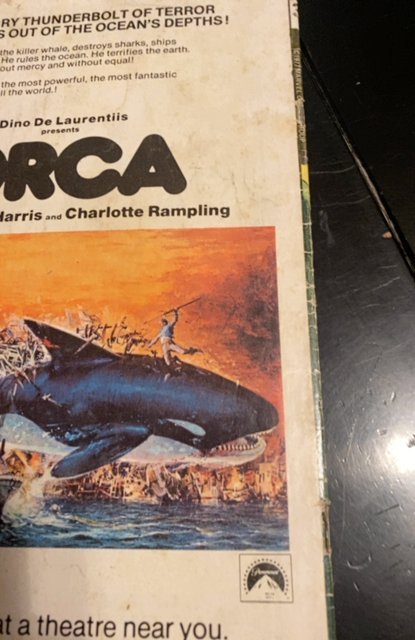 RY THUNDERBOLT OF TERROR
S OUT OF THE OCEAN'S DEPTHS!
the killer whale, destroys sharks, ships
He rules the ocean. He terrifies the earth.
out mercy and without equal!
the most powerful, the most fantastic
ll the world.!
Dino De Laurentiis
presents
ORCA
Harris and Charlotte Rampling
Paramount
at a theatre near you.